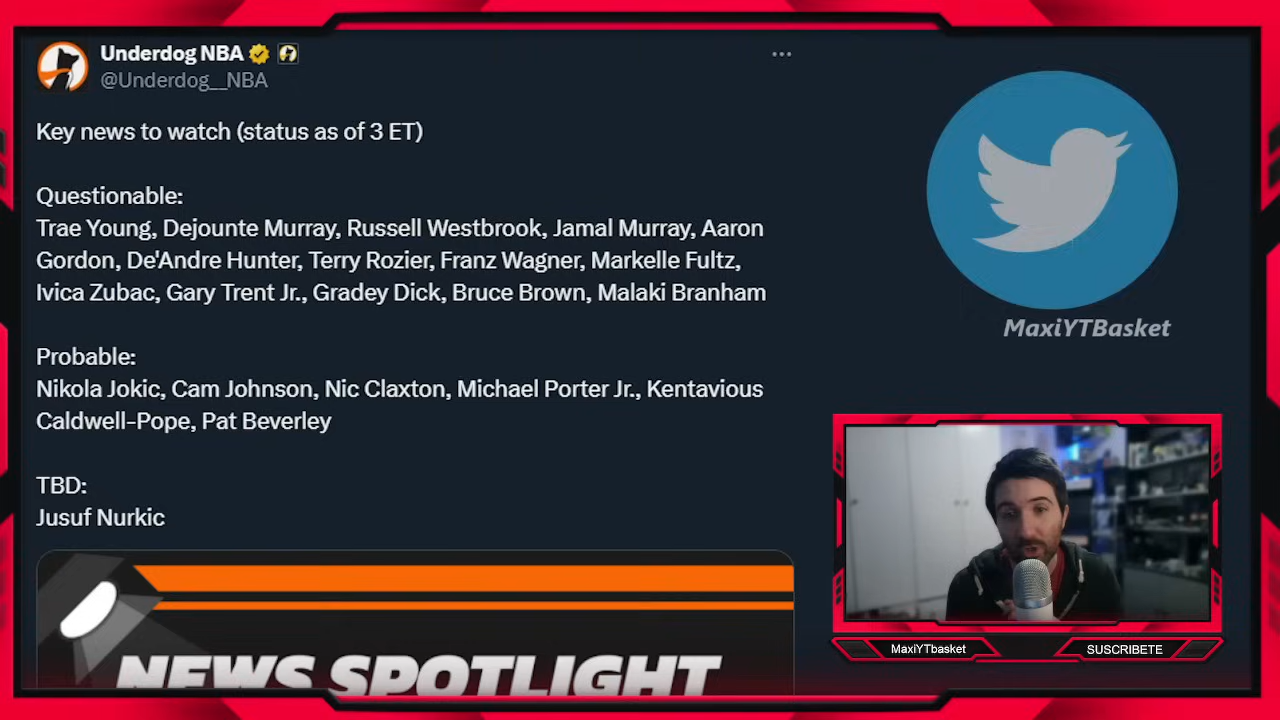 Underdog NBA
@Underdog__NBA
Key news to watch (status as of 3 ET)
Questionable:
Trae Young, Dejounte Murray, Russell Westbrook, Jamal Murray, Aaron
Gordon, De'Andre Hunter, Terry Rozier, Franz Wagner, Markelle Fultz,
Ivica Zubac, Gary Trent Jr., Gradey Dick, Bruce Brown, Malaki Branham
Probable:
Nikola Jokic, Cam Johnson, Nic Claxton, Michael Porter Jr., Kentavious
Caldwell-Pope, Pat Beverley
TBD:
Jusuf Nurkic
NEWS SPOTLIGHT
MaxiYTBasket
MaxiYTbasket
SUSCRIBETE